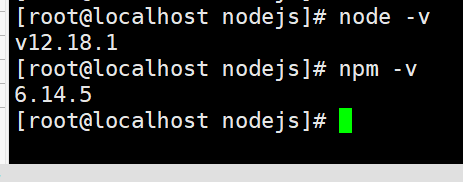 [root@localhost nodejs]# node -v
v12.18.1
[root@localhost nodejs]# npm -v
6.14.5
[root@localhost nodejs]#